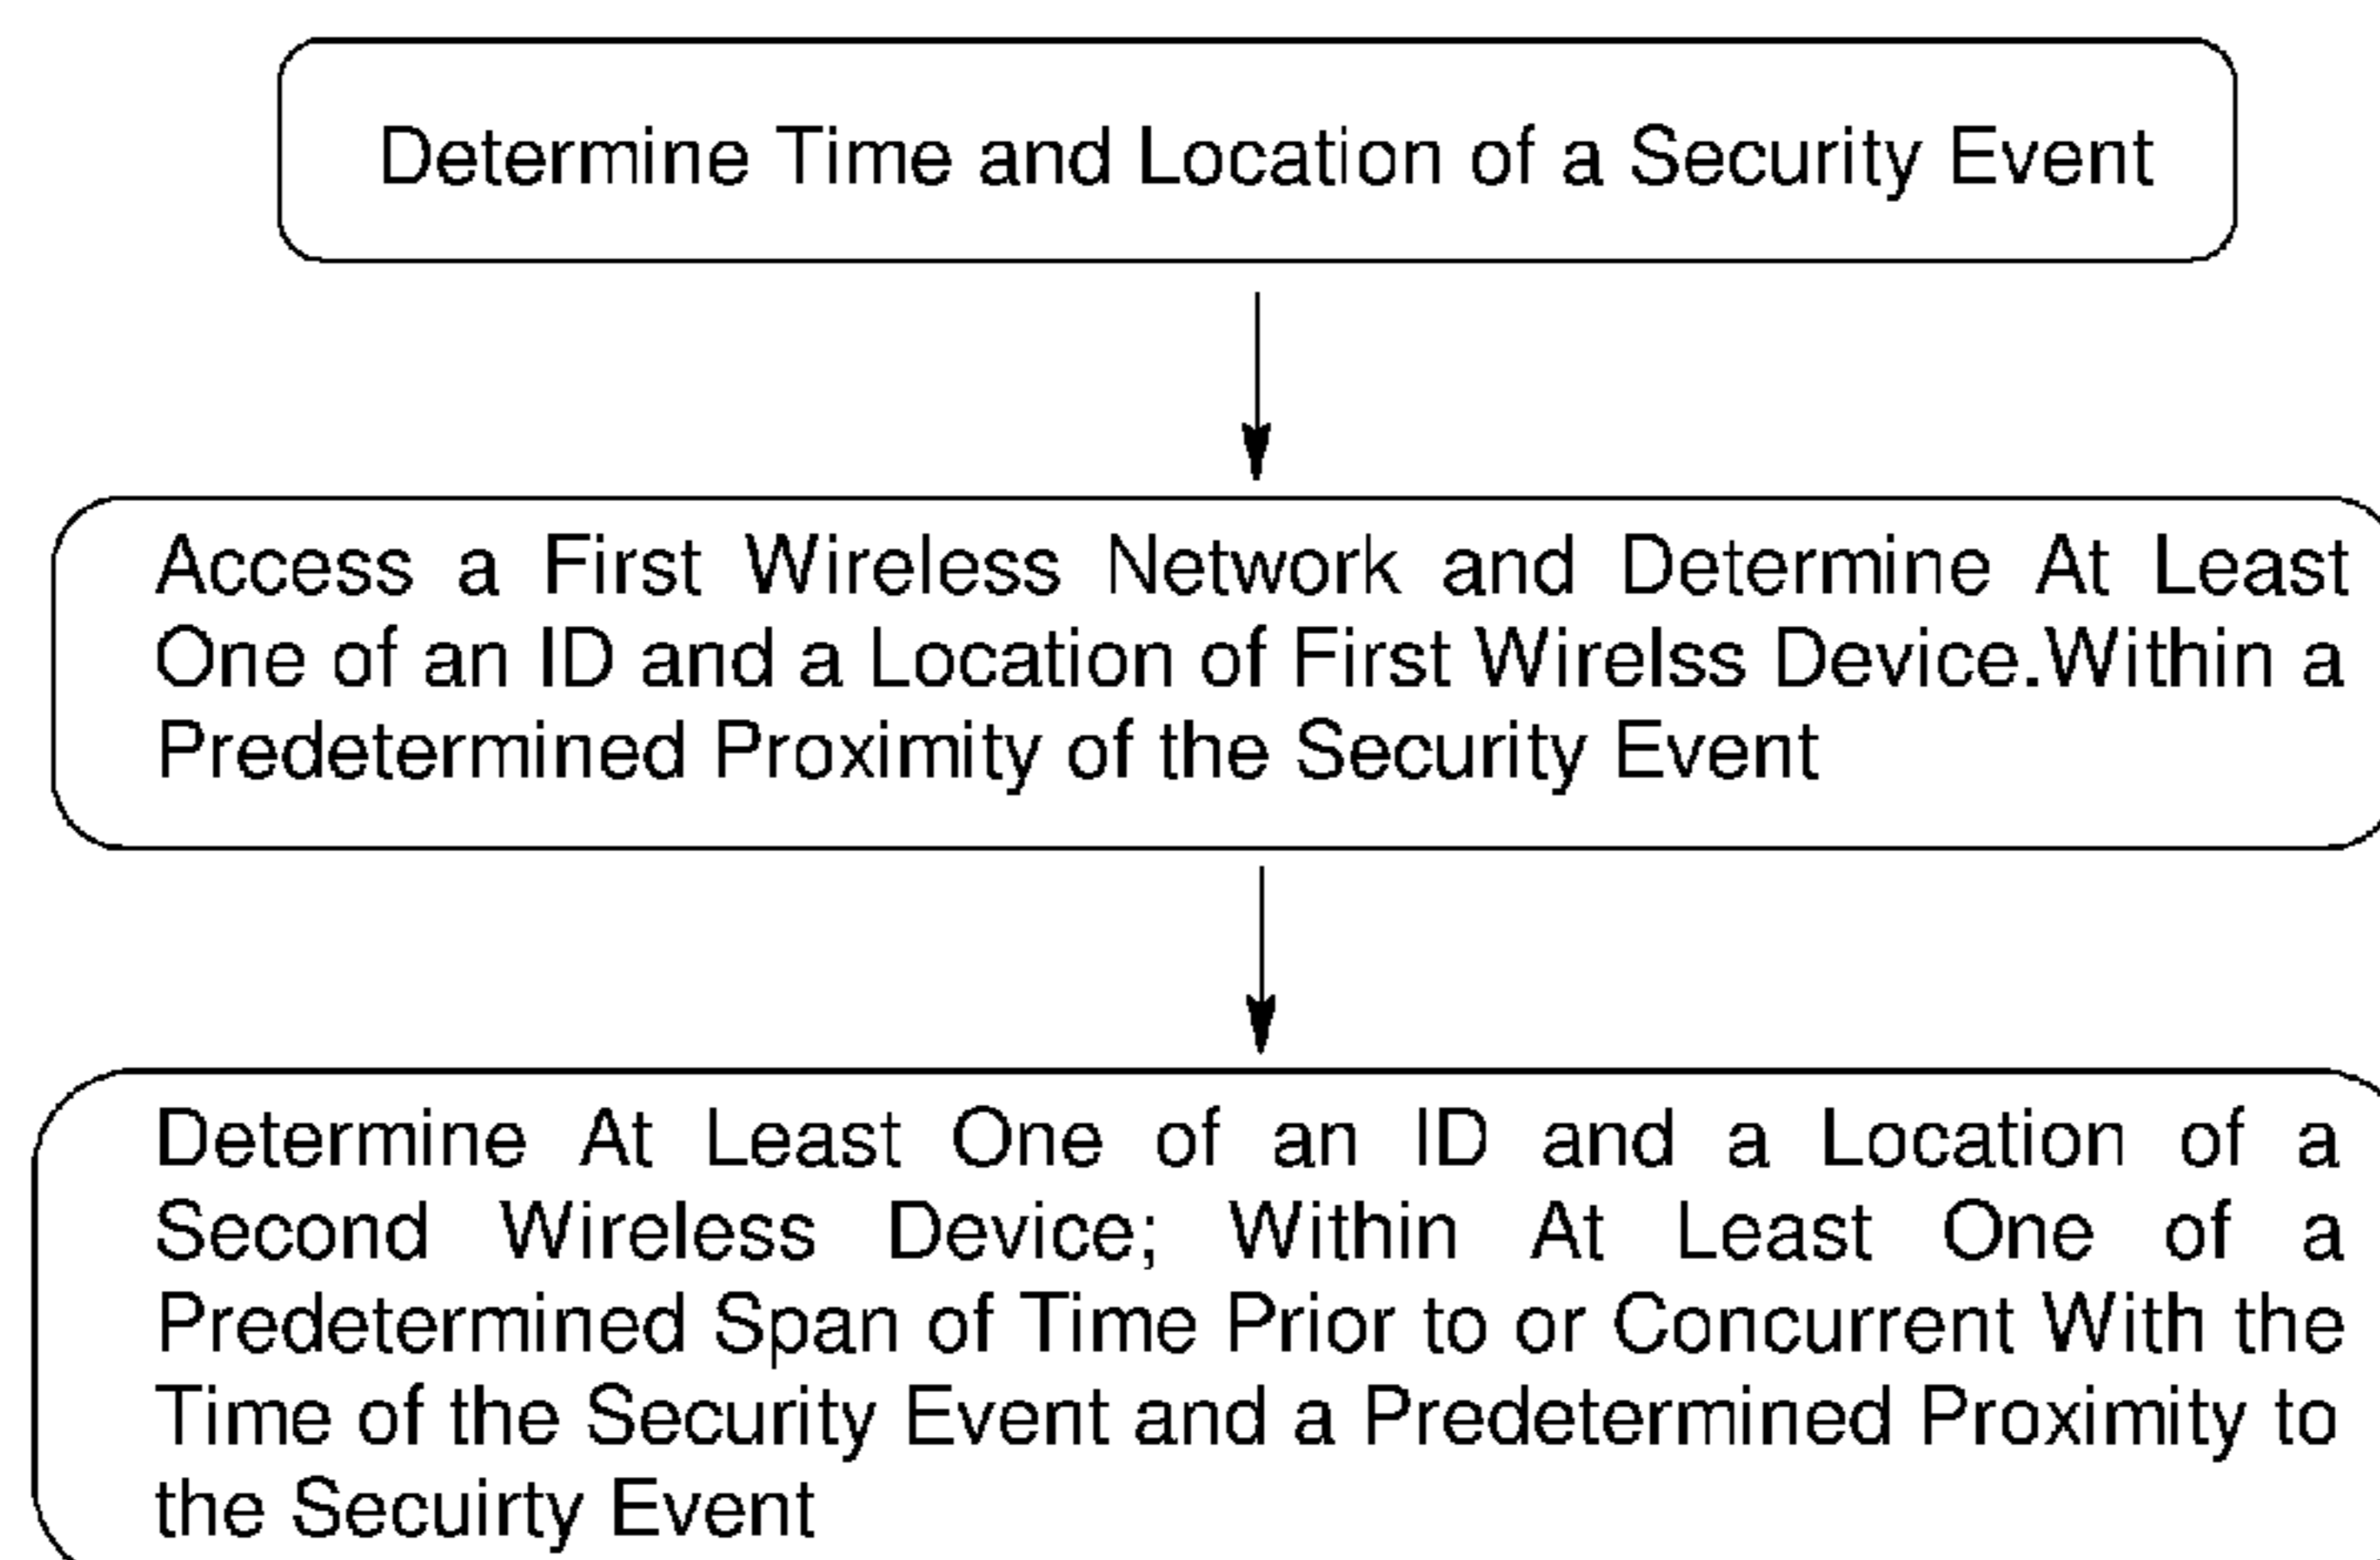 Determine Time and Location of a Security Event
Access a First Wireless Network and Determine At Least
One of an ID and a Location of First Wirelss Device.Within a
Predetermined Proximity of the Security Event
Determine At Least One of an ID and a Location of a
Second Wireless Device; Within At Least One of a
Predetermined Span of Time Prior to or Concurrent With the
Time of the Security Event and a Predetermined Proximity to
the Secuirty Event